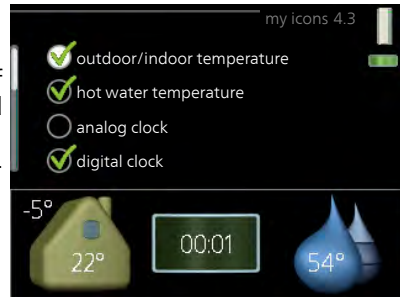 my icons 4.3
outdoor/indoor temperature
hot water temperature
analog clock
digital clock
-5°
22°
00:01
54°